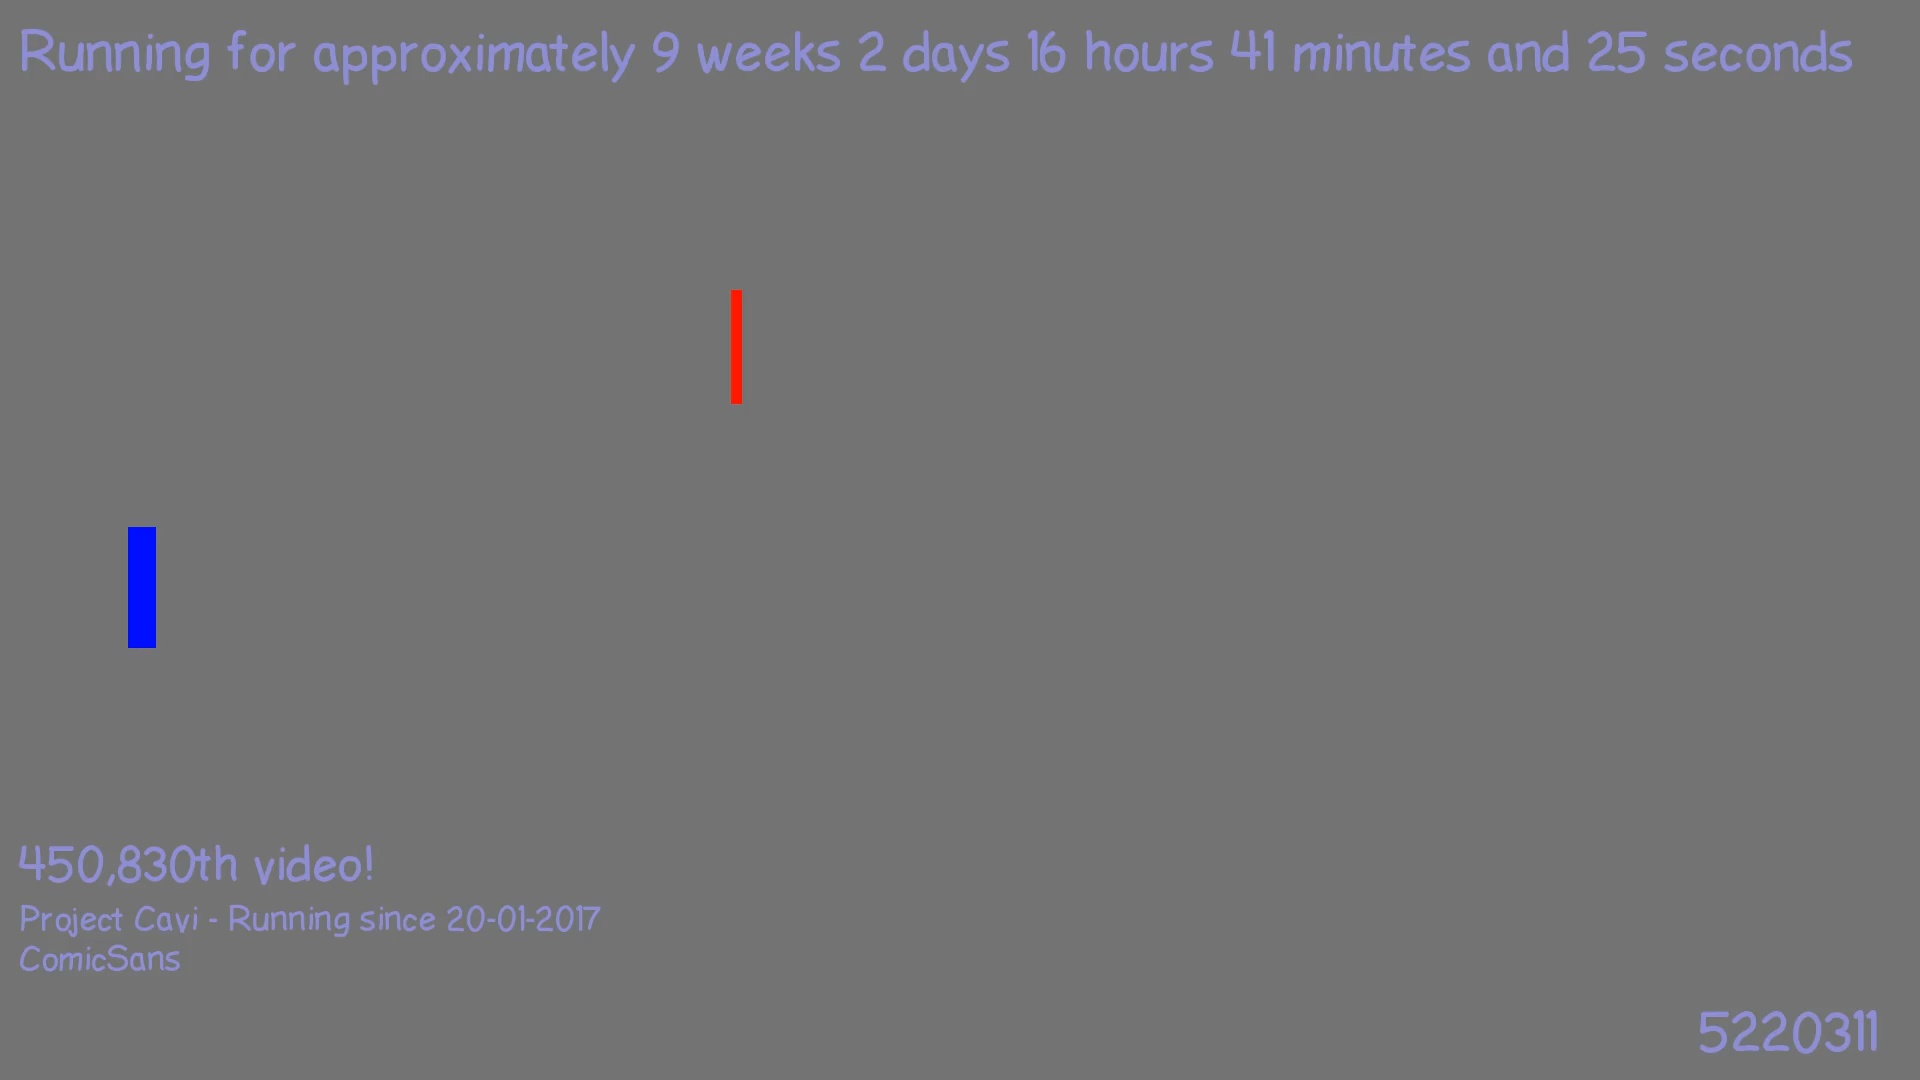 Running for approximately 9 weeks 2 days 16 hours 41 minutes and 25 seconds
450,830th video!
Project Cavi - Running since 20-01-2017
ComicSans
5220311